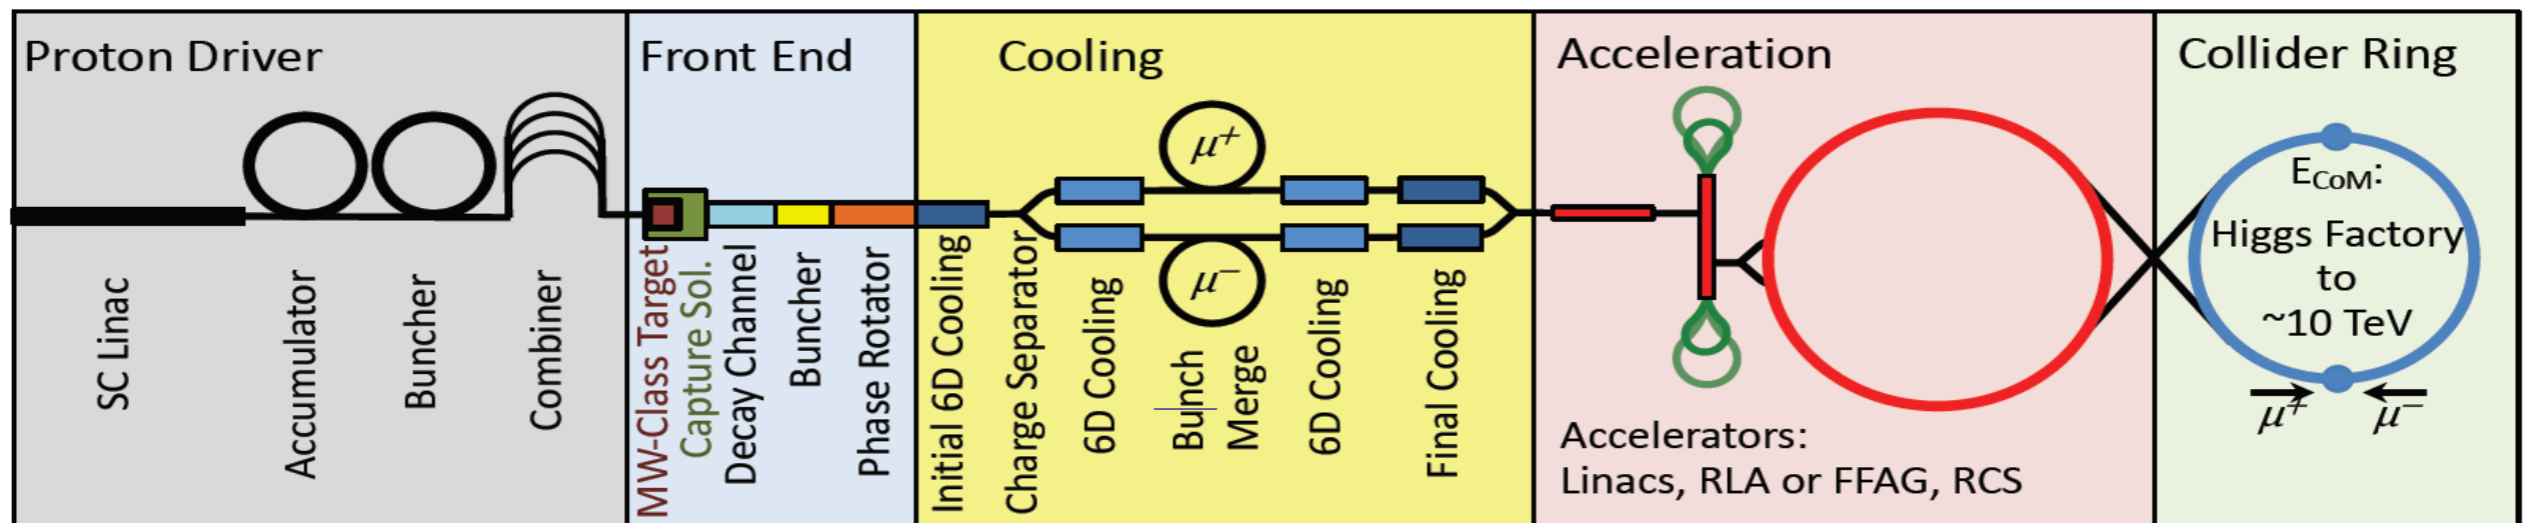 Proton Driver
SC Linac
Accumulator
Buncher
Combiner
Front End
MW-Class Target
Capture Sol.
Decay Channel
Buncher
Phase Rotator
Cooling
Initial 6D Cooling
Charge Separator
6D Cooling
μ+
μ−
Bunch
Merge
6D Cooling
Final Cooling
Acceleration
Accelerators:
Linacs, RLA or FFAG, RCS
Collider Ring
ECoM:
Higgs Factory
to
~10 TeV
μ+ μ−